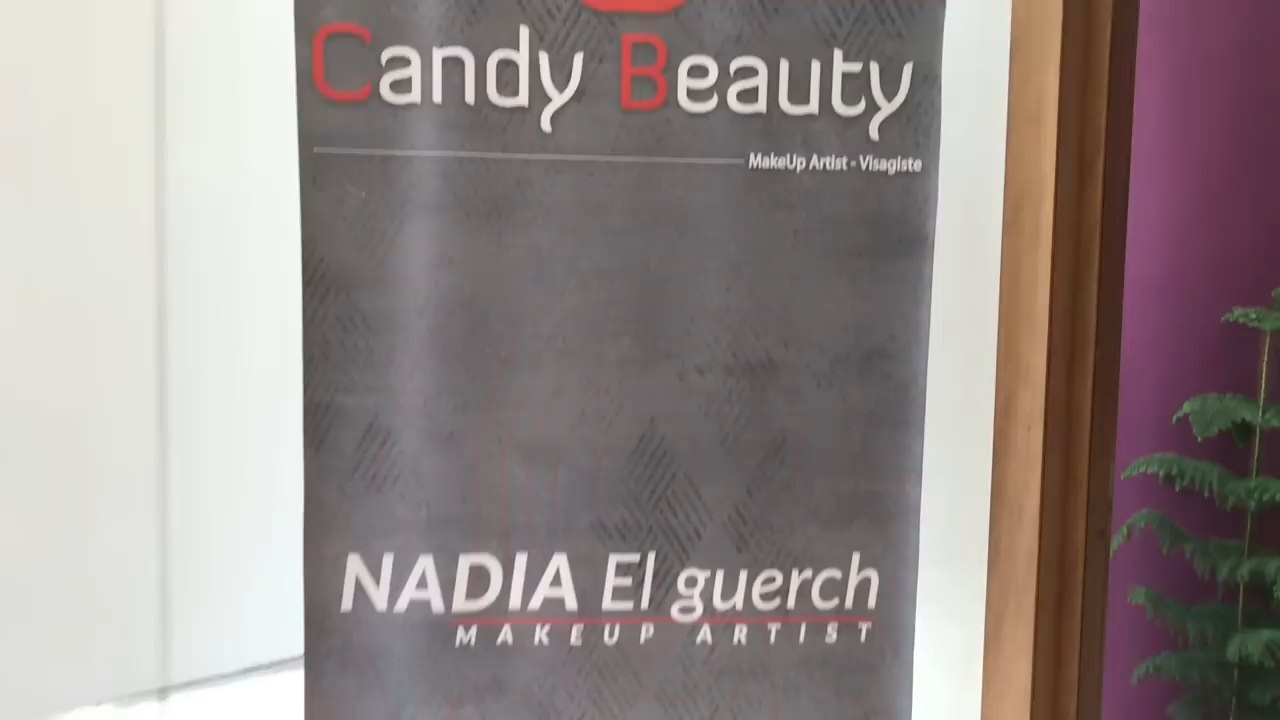 Candy Beauty
MakeUp Artist - Visagiste
NADIA El guerch
MAKEUP ARTIST